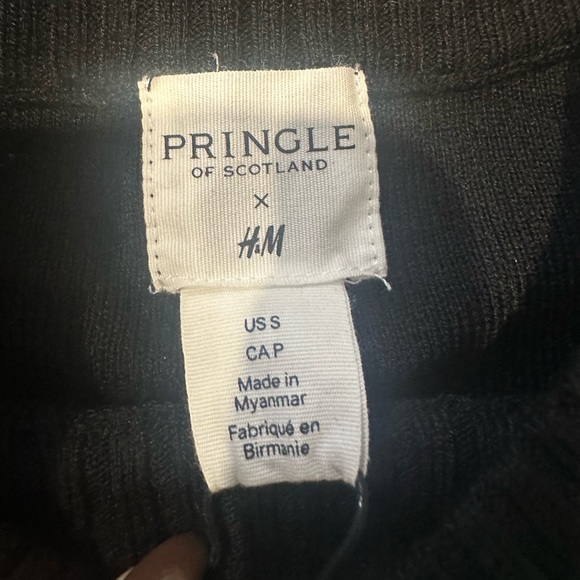 PRINGLE
OF SCOTLAND
×
H&M
US S
CA P
Made in
Myanmar
Fabriqué en
Birmanie